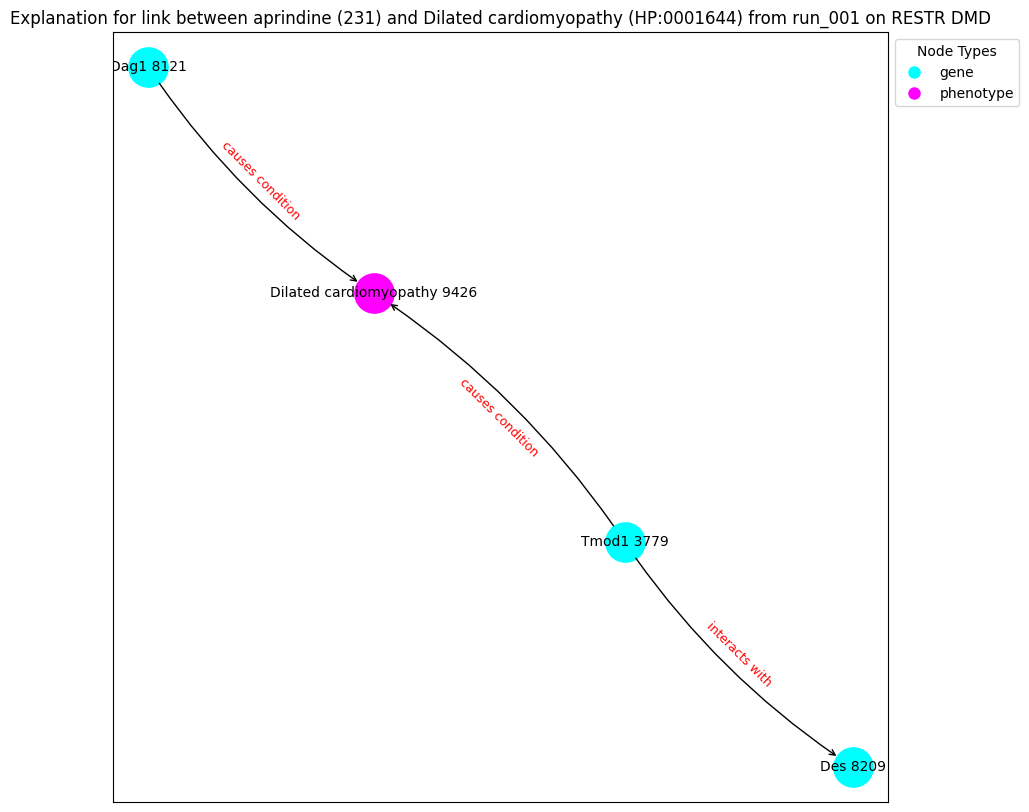 Explanation for link between aprindine (231) and Dilated cardiomyopathy (HP:0001644) from run_001 on RESTR DMD
Node Types
gene
phenotype
Dag1 8121
causes condition
Dilated cardiomyopathy 9426
causes condition
Tmod1 3779
interacts with
Des 8209